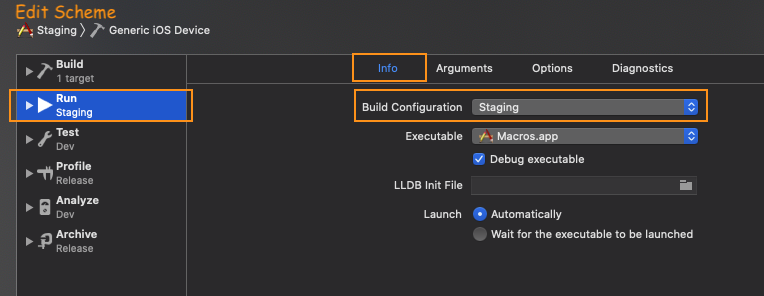 Edit Scheme
Staging 〉 Generic iOS Device
Build
1 target
Run
Staging
Test
Dev
Profile
Release
Analyze
Dev
Archive
Release
Info Arguments Options Diagnostics
Build Configuration Staging
Executable Macros.app
Debug executable
LLDB Init File
Launch Automatically
Wait for the executable to be launched